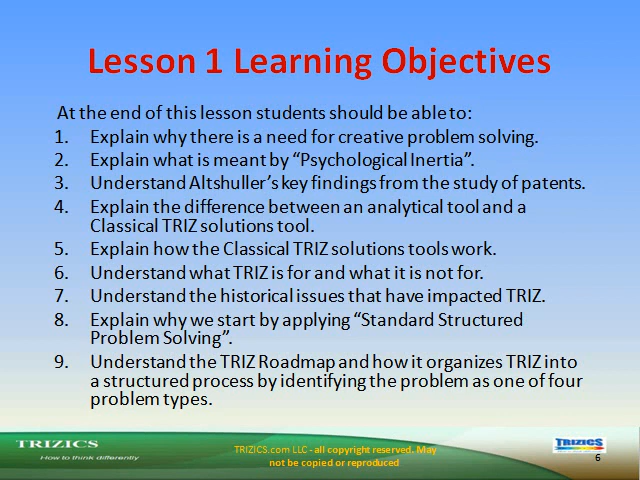 Lesson 1 Learning Objectives
At the end of this lesson students should be able to:
1. Explain why there is a need for creative problem solving.
2. Explain what is meant by “Psychological Inertia”.
3. Understand Altshuller’s key findings from the study of patents.
4. Explain the difference between an analytical tool and a
Classical TRIZ solutions tool.
5. Explain how the Classical TRIZ solutions tools work.
6. Understand what TRIZ is for and what it is not for.
7. Understand the historical issues that have impacted TRIZ.
8. Explain why we start by applying “Standard Structured
Problem Solving”.
9. Understand the TRIZ Roadmap and how it organizes TRIZ into
a structured process by identifying the problem as one of four
problem types.
TRIZICS
How to think differently
TRIZICS.com LLC - all copyright reserved. May
not be copied or reproduced
TRIZICS
6